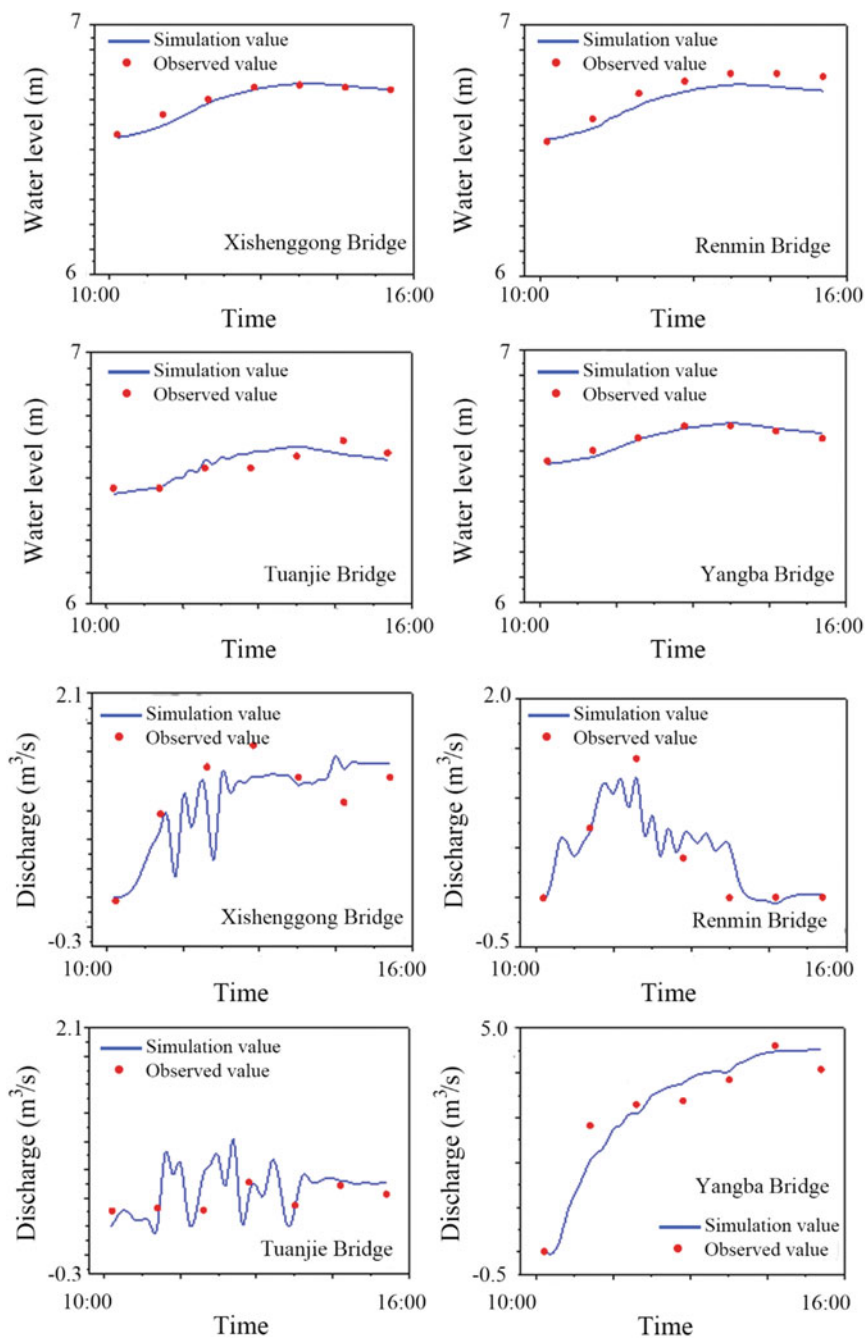 7
Simulation value
Observed value
Water level (m)
Xishenggong Bridge
6
10:00
16:00
Time
7
Simulation value
Observed value
Water level (m)
Renmin Bridge
6
10:00
16:00
Time
7
Simulation value
Observed value
Water level (m)
Tuanjie Bridge
6
10:00
16:00
Time
7
Simulation value
Observed value
Water level (m)
Yangba Bridge
6
10:00
16:00
Time
2.1
Simulation value
Observed value
Discharge (m³/s)
Xishenggong Bridge
-0.3
10:00
16:00
Time
2.0
Simulation value
Observed value
Discharge (m³/s)
Renmin Bridge
-0.5
10:00
16:00
Time
2.1
Simulation value
Observed value
Discharge (m³/s)
Tuanjie Bridge
-0.3
10:00
16:00
Time
5.0
Discharge (m³/s)
Yangba Bridge
Simulation value
Observed value
-0.5
10:00
16:00
Time